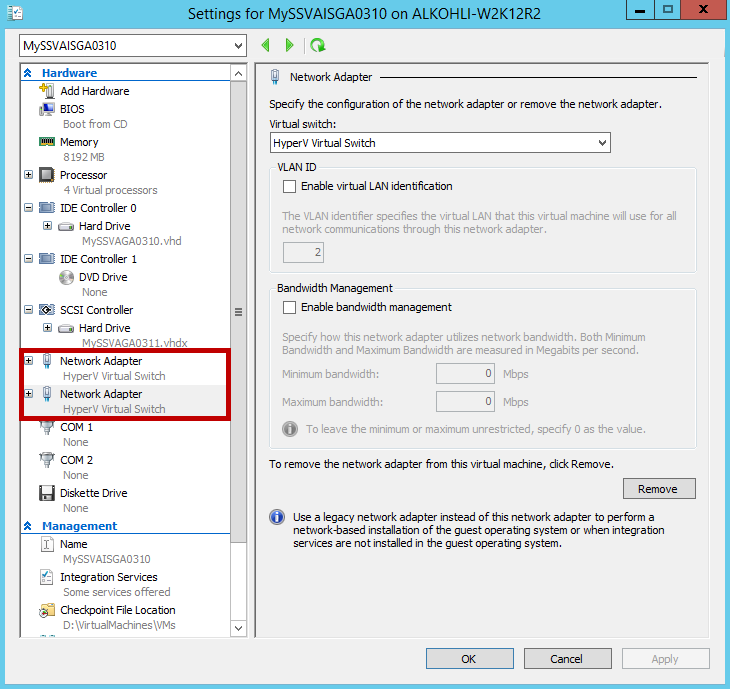 Settings for MySSVAISGA0310 on ALKOHLI-W2K12R2
MySSVAISGA0310
Hardware
Add Hardware
BIOS
Boot from CD
Memory
8192 MB
Processor
4 Virtual processors
IDE Controller 0
Hard Drive
MySSVAGA0310.vhd
IDE Controller 1
DVD Drive
None
SCSI Controller
Hard Drive
MySSVAGA0311.vhdx
Network Adapter
HyperV Virtual Switch
Network Adapter
HyperV Virtual Switch
COM 1
None
COM 2
None
Diskette Drive
None
Management
Name
MySSVAISGA0310
Integration Services
Some services offered
Checkpoint File Location
D:\VirtualMachines\VMs
Network Adapter
Specify the configuration of the network adapter or remove the network adapter.
Virtual switch:
HyperV Virtual Switch
VLAN ID
Enable virtual LAN identification
The VLAN identifier specifies the virtual LAN that this virtual machine will use for all
network communications through this network adapter.
2
Bandwidth Management
Enable bandwidth management
Specify how this network adapter utilizes network bandwidth. Both Minimum
Bandwidth and Maximum Bandwidth are measured in Megabits per second.
Minimum bandwidth: 0 Mbps
Maximum bandwidth: 0 Mbps
To leave the minimum or maximum unrestricted, specify 0 as the value.
To remove the network adapter from this virtual machine, click Remove.
Remove
Use a legacy network adapter instead of this network adapter to perform a
network-based installation of the guest operating system or when integration
services are not installed in the guest operating system.
OK Cancel Apply